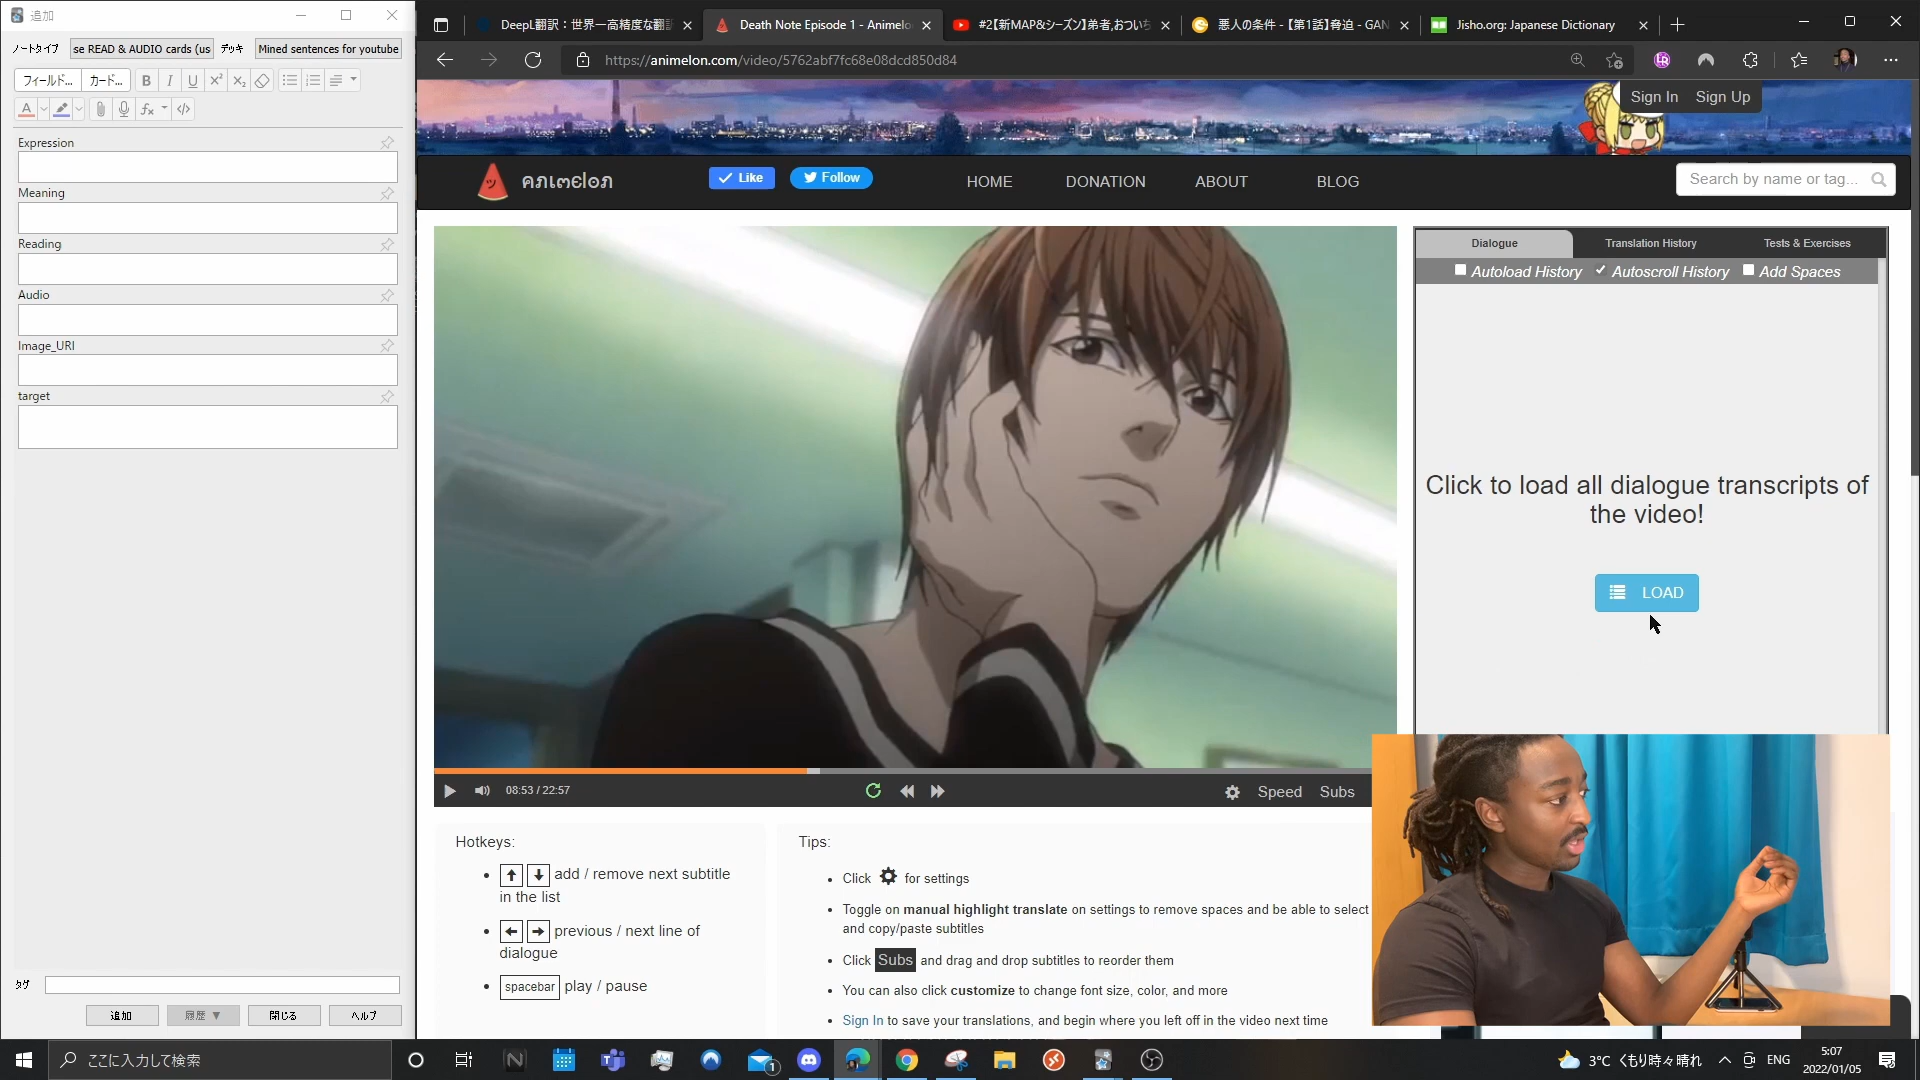 追加
ノートタイプ
se READ & AUDIO cards (us
デッキ
Mined sentences for youtube
フィールド...
カード...
Expression
Meaning
Reading
Audio
Image_URI
target
タグ
追加
履歴 ▼
閉じる
ヘルプ
DeepL翻訳：世界一高精度な翻訳
Death Note Episode 1 - Animelo
#2【新MAP&シーズン】弟者,おついち
悪人の条件 - 【第1話】脅迫 - GAN
Jisho.org: Japanese Dictionary
https://animelon.com/video/5762abf7fc68e08dcd850d84
Sign In Sign Up
Like
Follow
HOME
DONATION
ABOUT
BLOG
Search by name or tag...
Dialogue
Translation History
Tests & Exercises
Autoload History
Autoscroll History
Add Spaces
Click to load all dialogue transcripts of
the video!
LOAD
08:53 / 22:57
Speed
Subs
Hotkeys:
add / remove next subtitle
in the list
previous / next line of
dialogue
spacebar play / pause
Tips:
Click for settings
Toggle on manual highlight translate on settings to remove spaces and be able to select
and copy/paste subtitles
Click Subs and drag and drop subtitles to reorder them
You can also click customize to change font size, color, and more
Sign In to save your translations, and begin where you left off in the video next time
ここに入力して検索
1
3°C くもり時々晴れ
ENG
5:07
2022/01/05